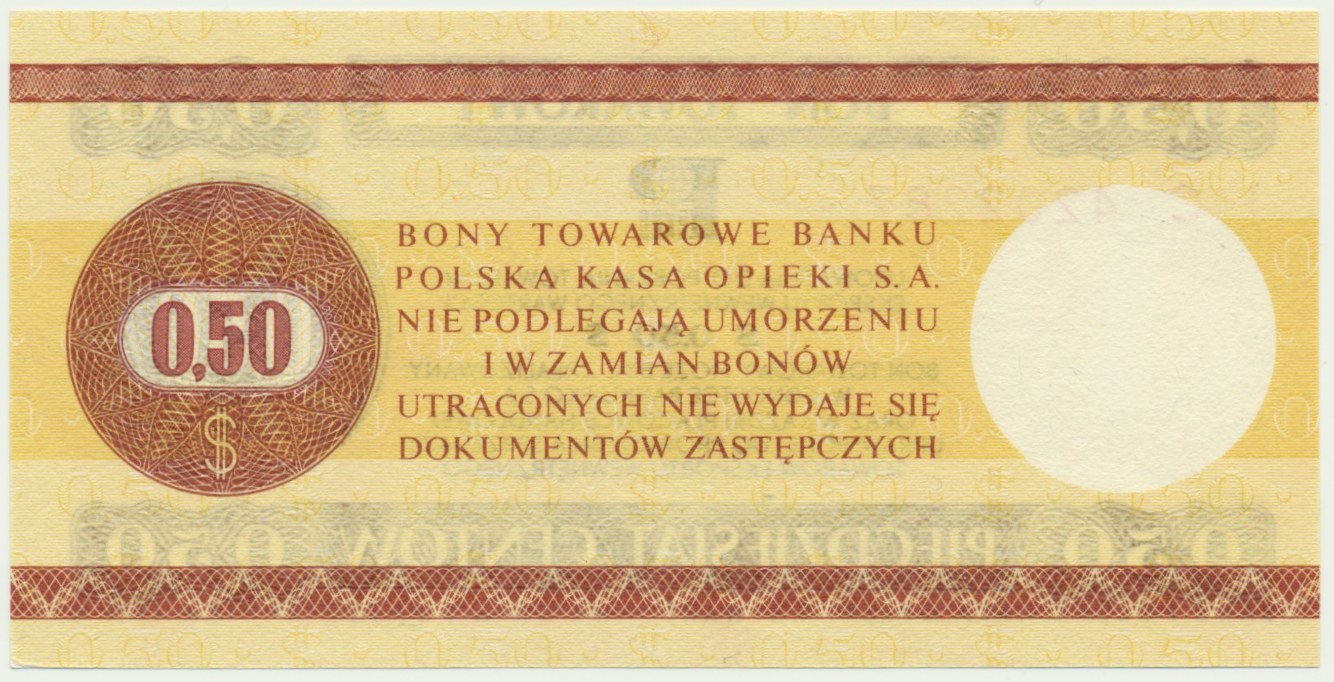 0,50
$
BONY TOWAROWE BANKU
POLSKA KASA OPIEKI S.A.
NIE PODLEGAJĄ UMORZENIU
I W ZAMIAN BONÓW
UTRACONYCH NIE WYDAJE SIĘ
DOKUMENTÓW ZASTĘPCZYCH